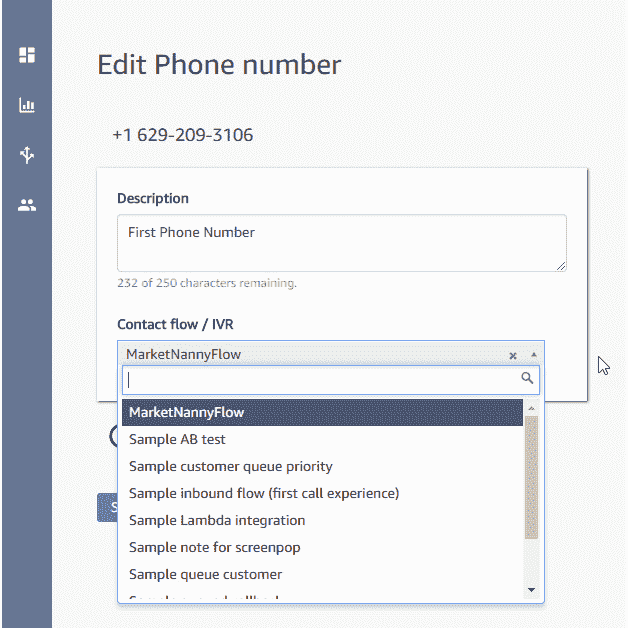 Edit Phone number
+1 629-209-3106
Description
First Phone Number
232 of 250 characters remaining.
Contact flow / IVR
MarketNannyFlow
MarketNannyFlow
Sample AB test
Sample customer queue priority
Sample inbound flow (first call experience)
Sample Lambda integration
Sample note for screenpop
Sample queue customer